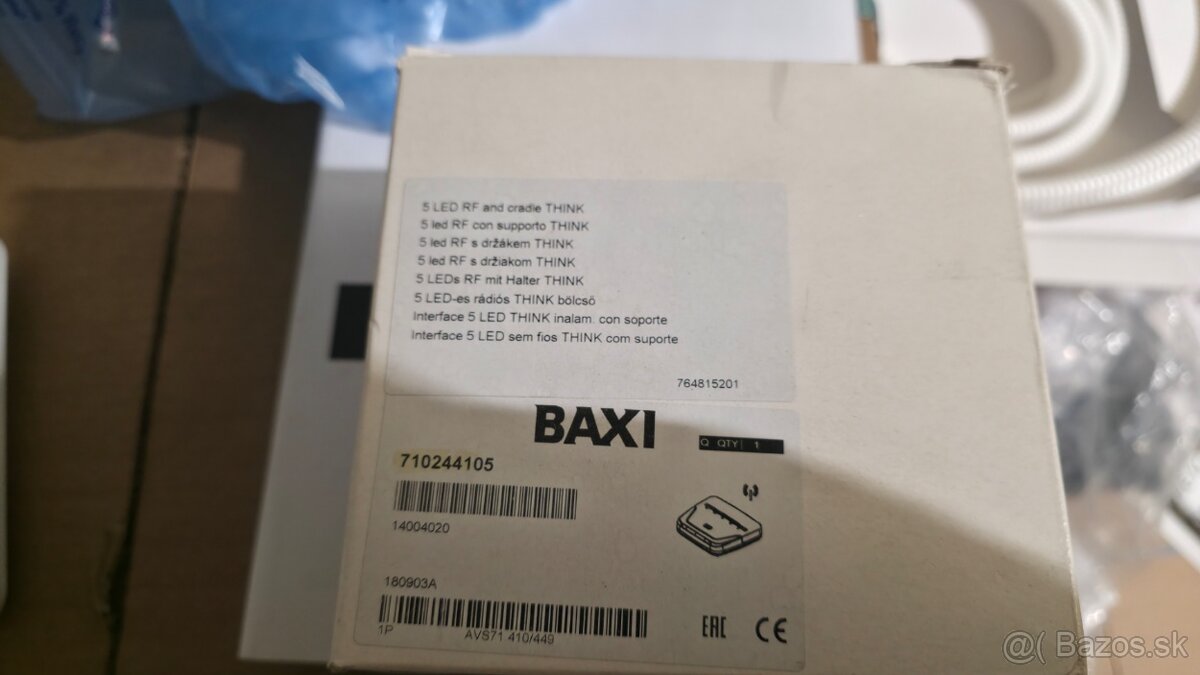 5 LED RF and cradle THINK
5 led RF con supporto THINK
5 led RF s držákem THINK
5 led RF s držiakom THINK
5 LEDs RF mit Halter THINK
5 LED-es rádiós THINK bölcső
Interface 5 LED THINK inalam. con soporte
Interface 5 LED sem fios THINK com suporte
764815201
BAXI
Q QTY 1
710244105
14004020
180903A
1P AVS71 410/449
EAC CE
@( Bazos.sk